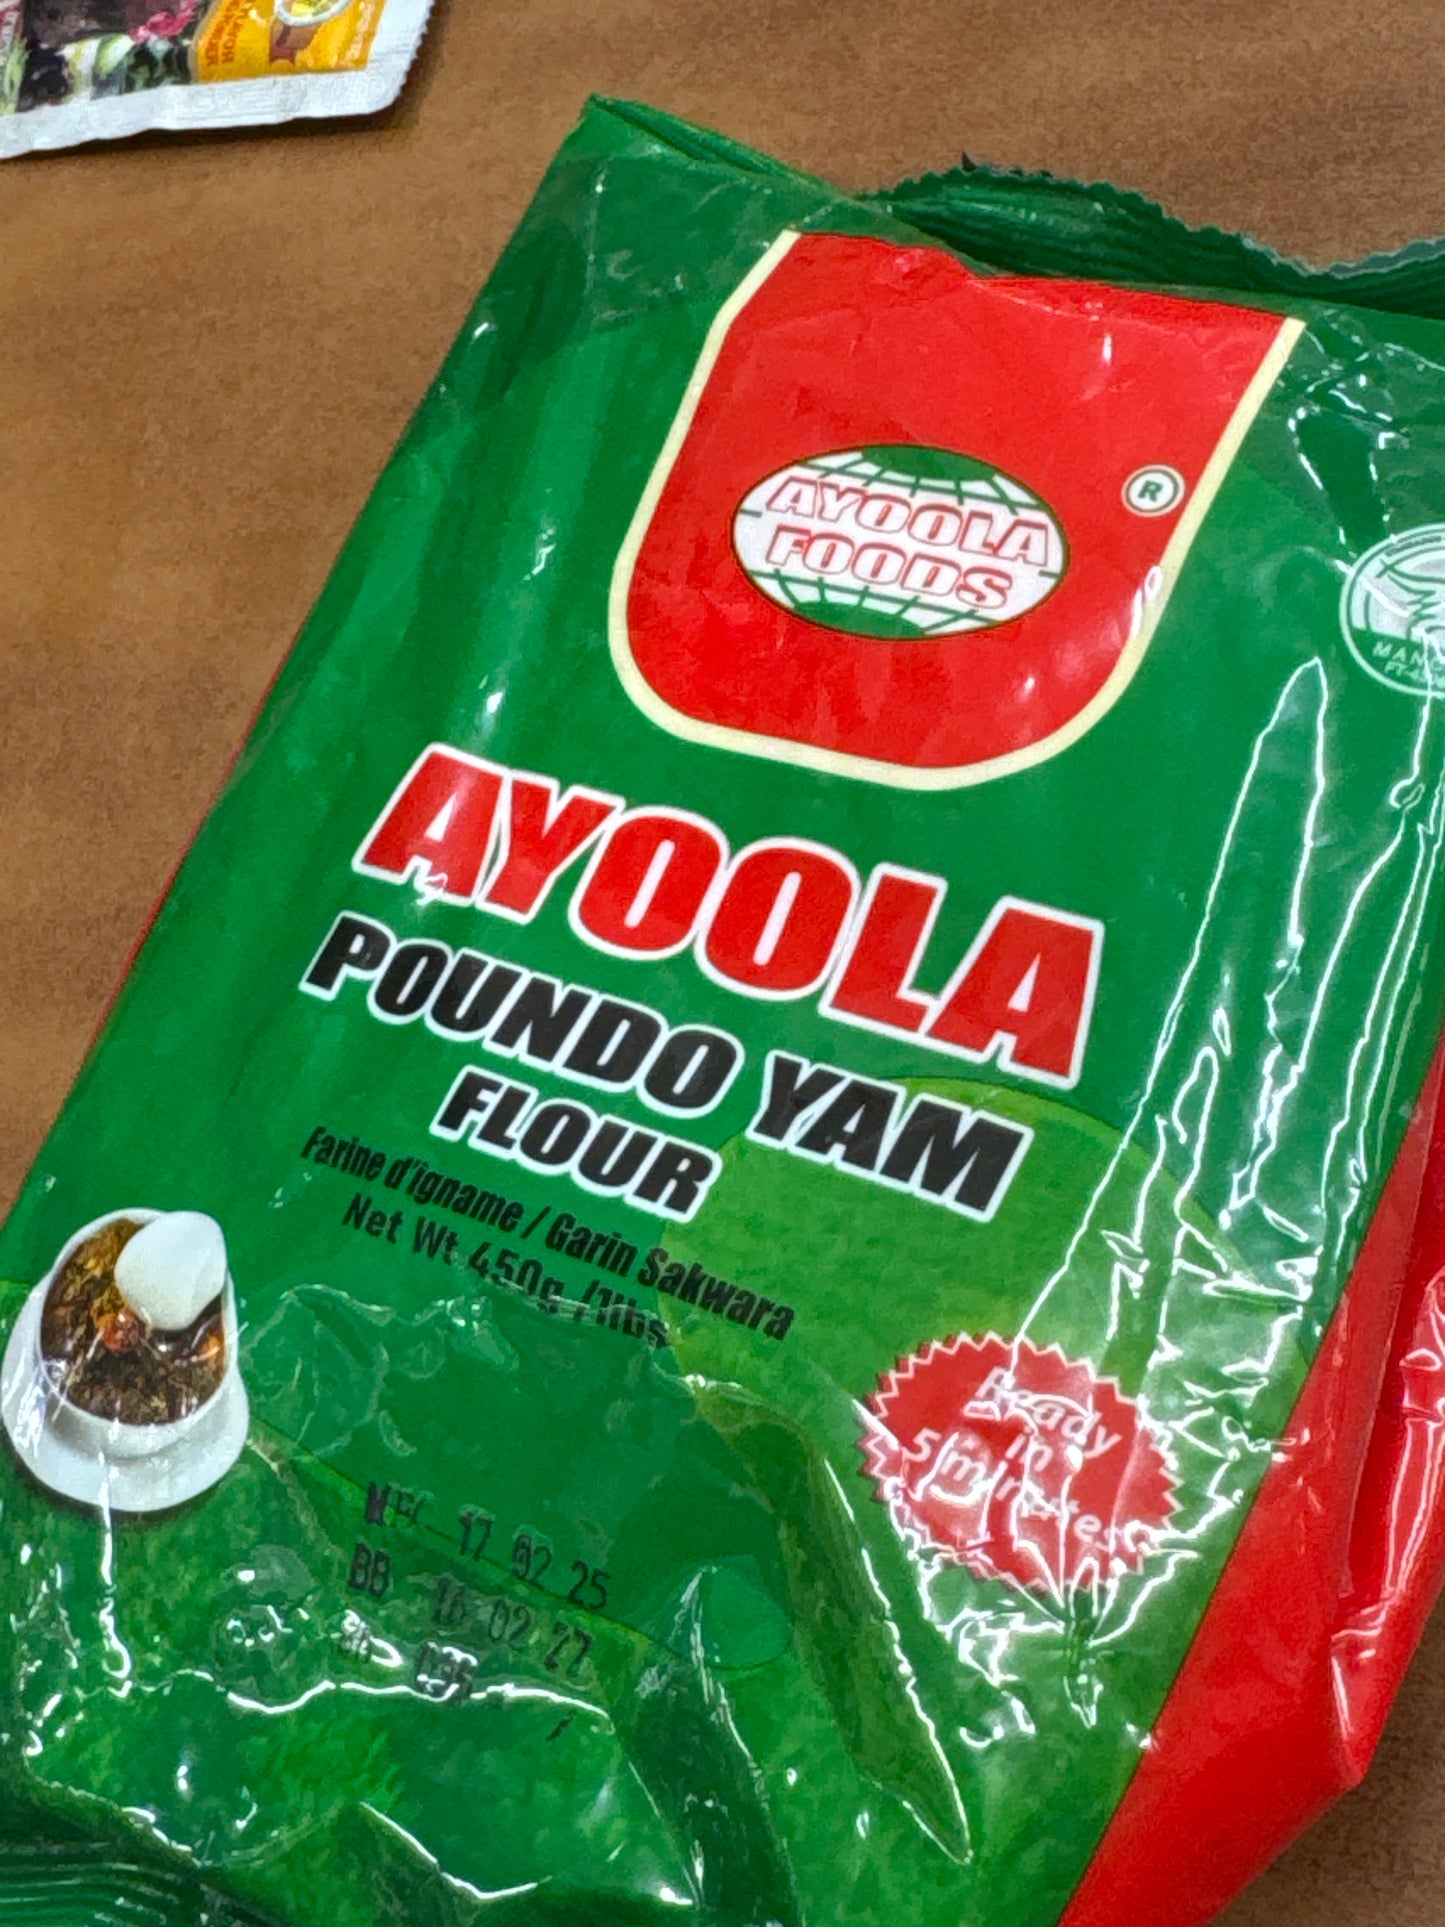 AYOOLA
FOODS
R
AYOOLA
POUNDO YAM
FLOUR
Farine d'igname / Garin Sakwara
Net Wt 450g /1lbs
Ready
in
5 minutes
MFG 17 02 25
BB 16 02 27